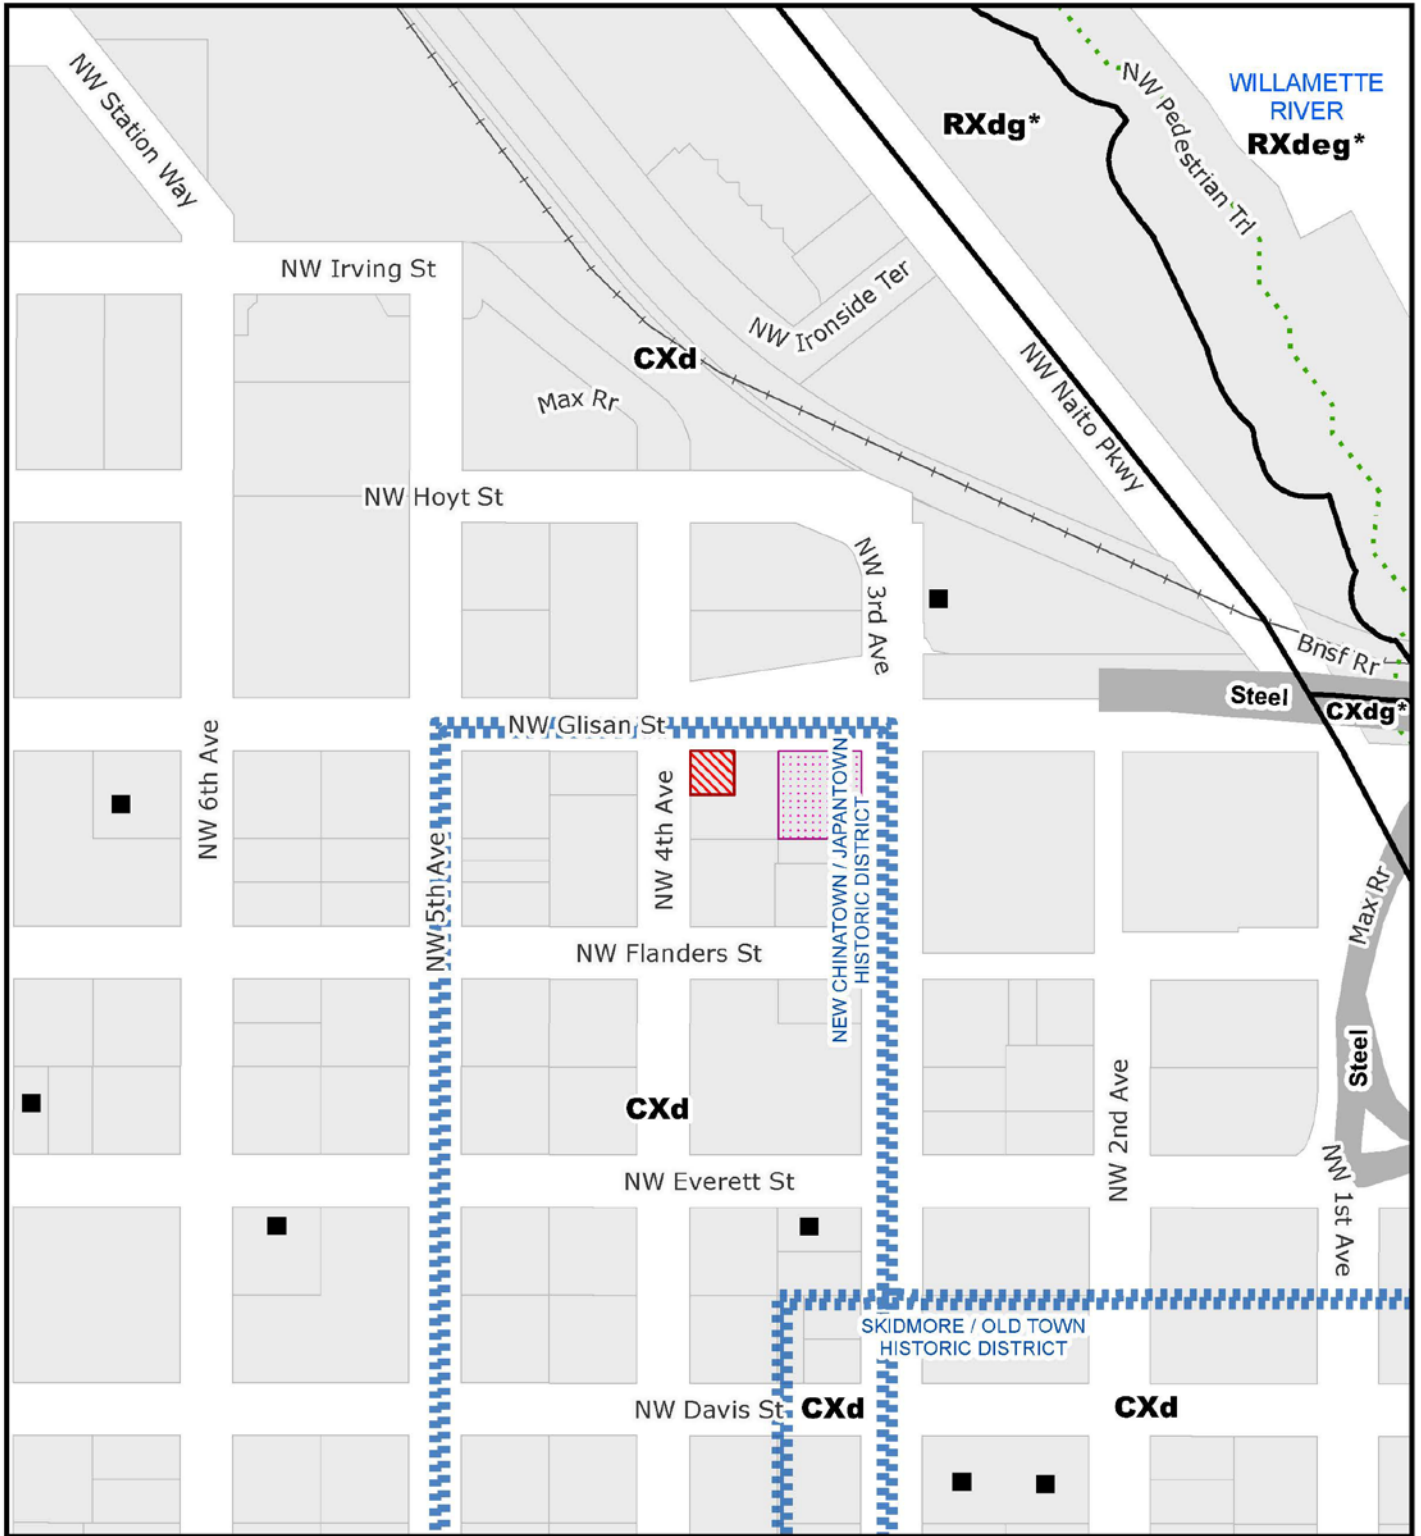 NW Station Way
RXdg*
NW Pedestrian Trl
WILLAMETTE
RIVER
RXdeg*
NW Irving St
NW Ironside Ter
CXd
Max Rr
NW Naito Pkwy
NW Hoyt St
NW 3rd Ave
Bnsf Rr
Steel
CXdg*
NW Glisan St
NW 6th Ave
NW 4th Ave
NW 5th Ave
NEW CHINATOWN / JAPANTOWN
HISTORIC DISTRICT
Max Rr
NW Flanders St
Steel
CXd
NW 2nd Ave
NW Everett St
NW 1st Ave
SKIDMORE / OLD TOWN
HISTORIC DISTRICT
NW Davis St
CXd
CXd